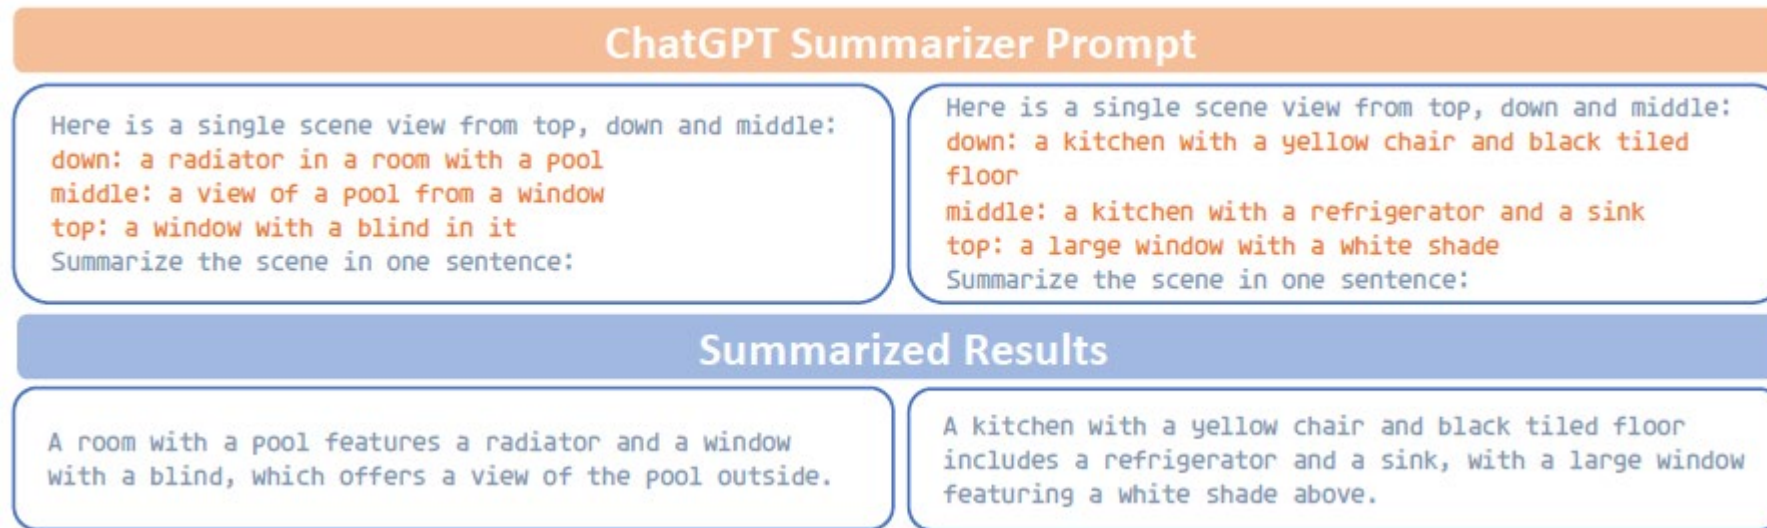 ChatGPT Summarizer Prompt
Here is a single scene view from top, down and middle:
down: a radiator in a room with a pool
middle: a view of a pool from a window
top: a window with a blind in it
Summarize the scene in one sentence:
Here is a single scene view from top, down and middle:
down: a kitchen with a yellow chair and black tiled
floor
middle: a kitchen with a refrigerator and a sink
top: a large window with a white shade
Summarize the scene in one sentence:
Summarized Results
A room with a pool features a radiator and a window
with a blind, which offers a view of the pool outside.
A kitchen with a yellow chair and black tiled floor
includes a refrigerator and a sink, with a large window
featuring a white shade above.